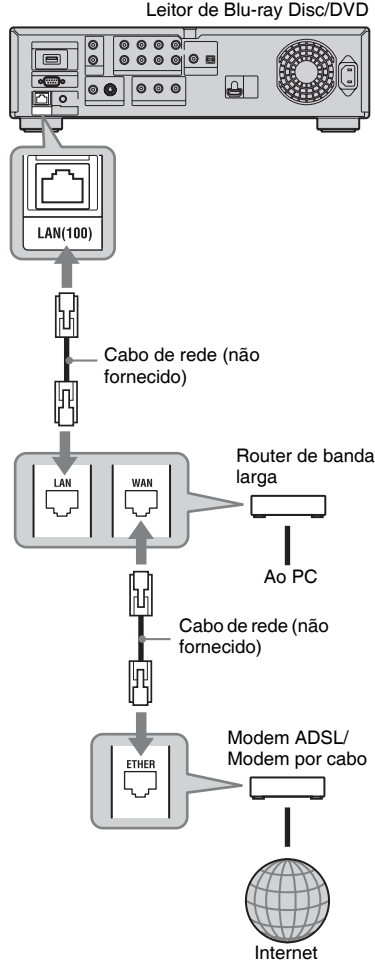 Leitor de Blu-ray Disc/DVD
LAN(100)
Cabo de rede (não
fornecido)
LAN
WAN
Router de banda
larga
Ao PC
Cabo de rede (não
fornecido)
ETHER
Modem ADSL/
Modem por cabo
Internet